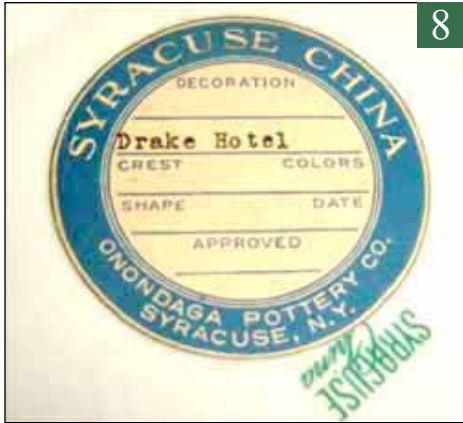 8
SYRACUSE CHINA
DECORATION
Drake Hotel
CREST COLORS
SHAPE DATE
APPROVED
ONONDAGA POTTERY CO.
SYRACUSE, N.Y.
SYRACUSE
China